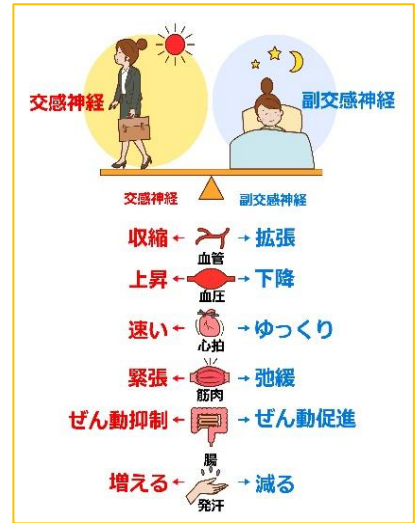 交感神経
副交感神経
交感神経 副交感神経
収縮 ← 血管 → 拡張
上昇 ← 血圧 → 下降
速い ← 心拍 → ゆっくり
緊張 ← 筋肉 → 弛緩
ぜん動抑制 ← 腸 → ぜん動促進
増える ← 発汗 → 減る